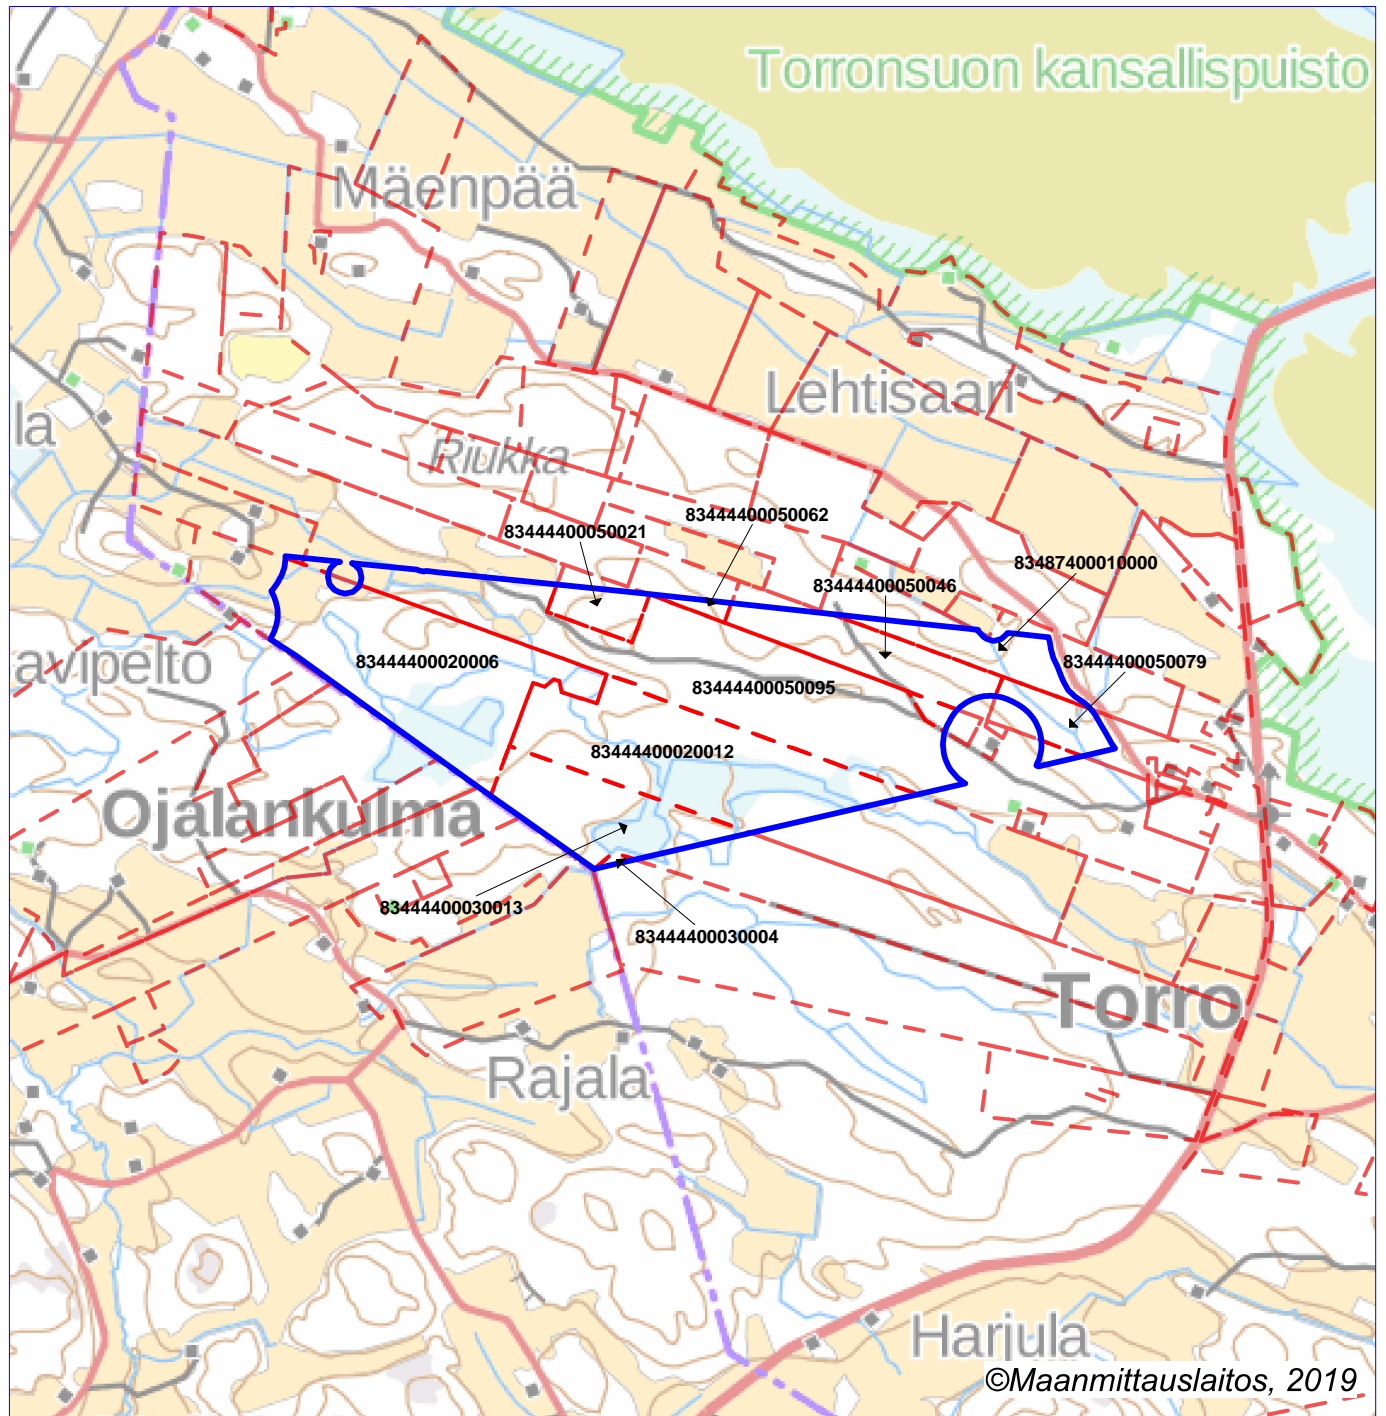 Torronsuon kansallispuisto
Mäenpää
Lehtisaari
la
Riukka
83444400050062
83444400050021
83487400010000
83444400050046
avipelto
83444400020006
83444400050079
83444400050095
83444400020012
Ojalankulma
83444400030013
83444400030004
Torro
Rajala
Harjula
©Maanmittauslaitos, 2019